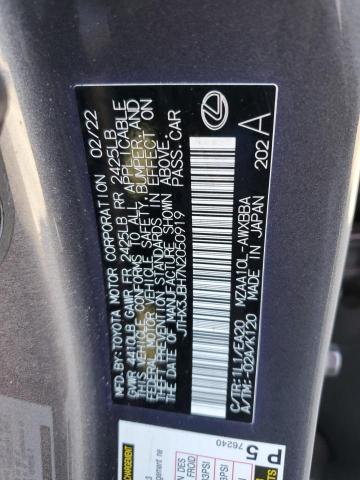 MFD. BY: TOYOTA MOTOR CORPORATION 02/22
GVWR 4410LB GAWR FR 2425LB RR 2425LB
THIS VEHICLE CONFORMS TO ALL APPLICABLE
FEDERAL MOTOR VEHICLE SAFETY, BUMPER, AND
THEFT PREVENTION STANDARDS IN EFFECT ON
THE DATE OF MANUFACTURE SHOWN ABOVE.
JTHX3JBH7N2050919 PASS. CAR
C/TR: 1L1/EA20 MZAA10L-AWXBBA
A/TM: -02A/K120 MADE IN JAPAN
202 A
P 5
76240